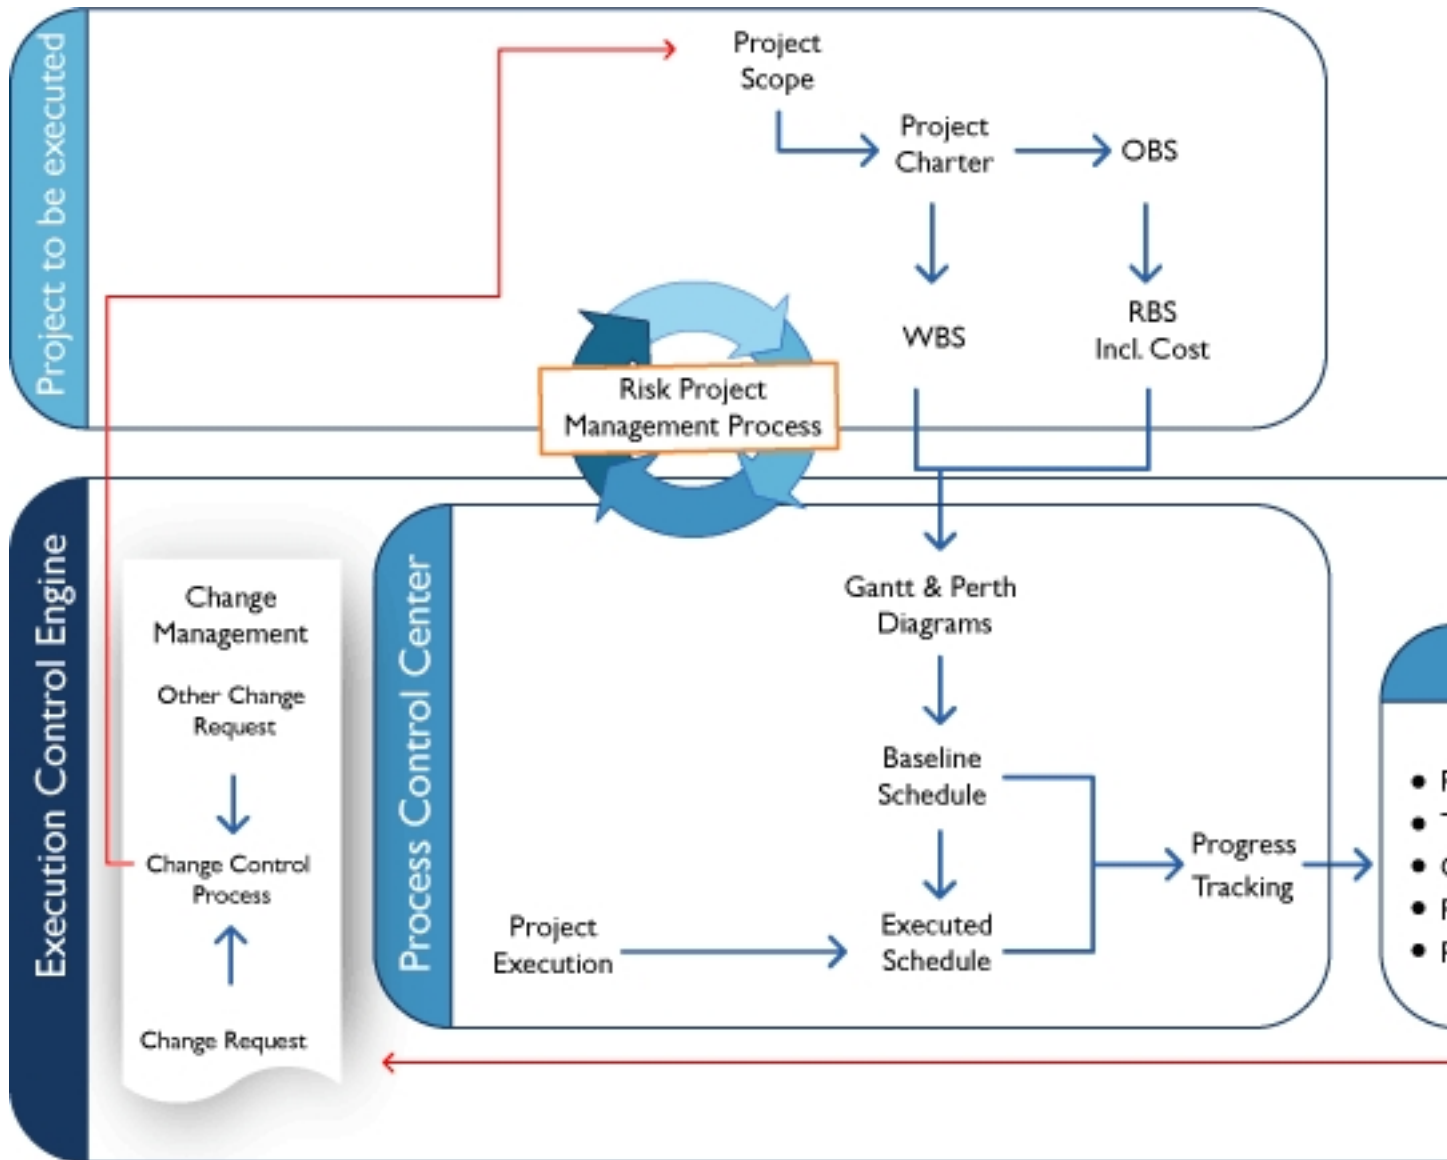 Project to be executed
Project
Scope
Project
Charter
OBS
WBS
RBS
Incl. Cost
Risk Project
Management Process
Execution Control Engine
Change
Management
Other Change
Request
Change Control
Process
Change Request
Process Control Center
Gantt & Perth
Diagrams
Baseline
Schedule
Executed
Schedule
Project
Execution
Progress
Tracking